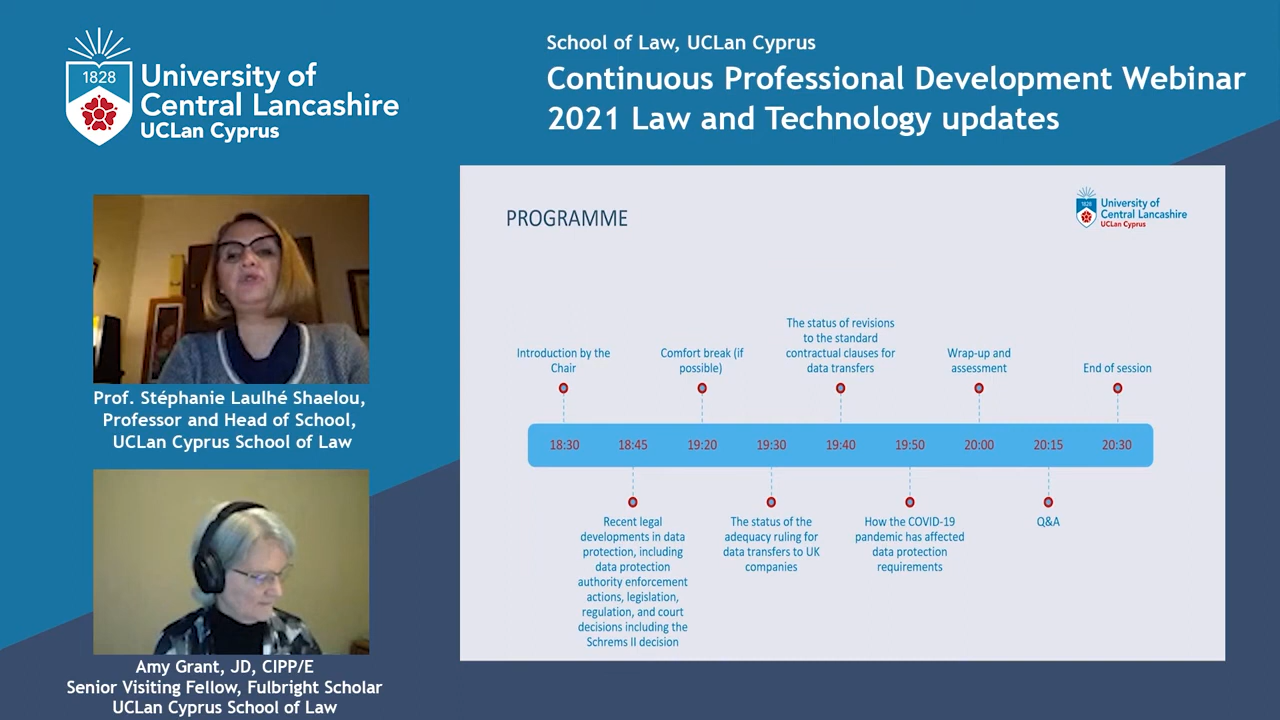 1828
University of
Central Lancashire
UCLan Cyprus
School of Law, UCLan Cyprus
Continuous Professional Development Webinar
2021 Law and Technology updates
Prof. Stéphanie Laulhé Shaelou,
Professor and Head of School,
UCLan Cyprus School of Law
Amy Grant, JD, CIPP/E
Senior Visiting Fellow, Fulbright Scholar
UCLan Cyprus School of Law
PROGRAMME
1828
University of
Central Lancashire
UCLan Cyprus
Introduction by the
Chair
Comfort break (if
possible)
The status of revisions
to the standard
contractual clauses for
data transfers
Wrap-up and
assessment
End of session
18:30 18:45 19:20 19:30 19:40 19:50 20:00 20:15 20:30
Recent legal
developments in data
protection, including
data protection
authority enforcement
actions, legislation,
regulation, and court
decisions including the
Schrems II decision
The status of the
adequacy ruling for
data transfers to UK
companies
How the COVID-19
pandemic has affected
data protection
requirements
Q&A